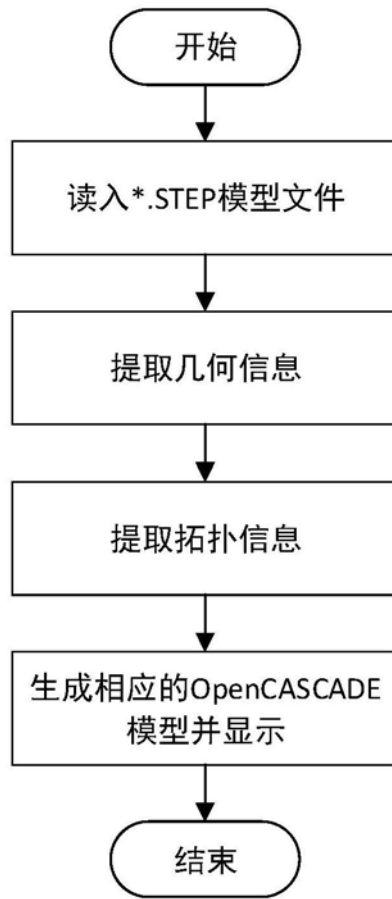 开始
读入*.STEP模型文件
提取几何信息
提取拓扑信息
生成相应的OpenCASCADE
模型并显示
结束